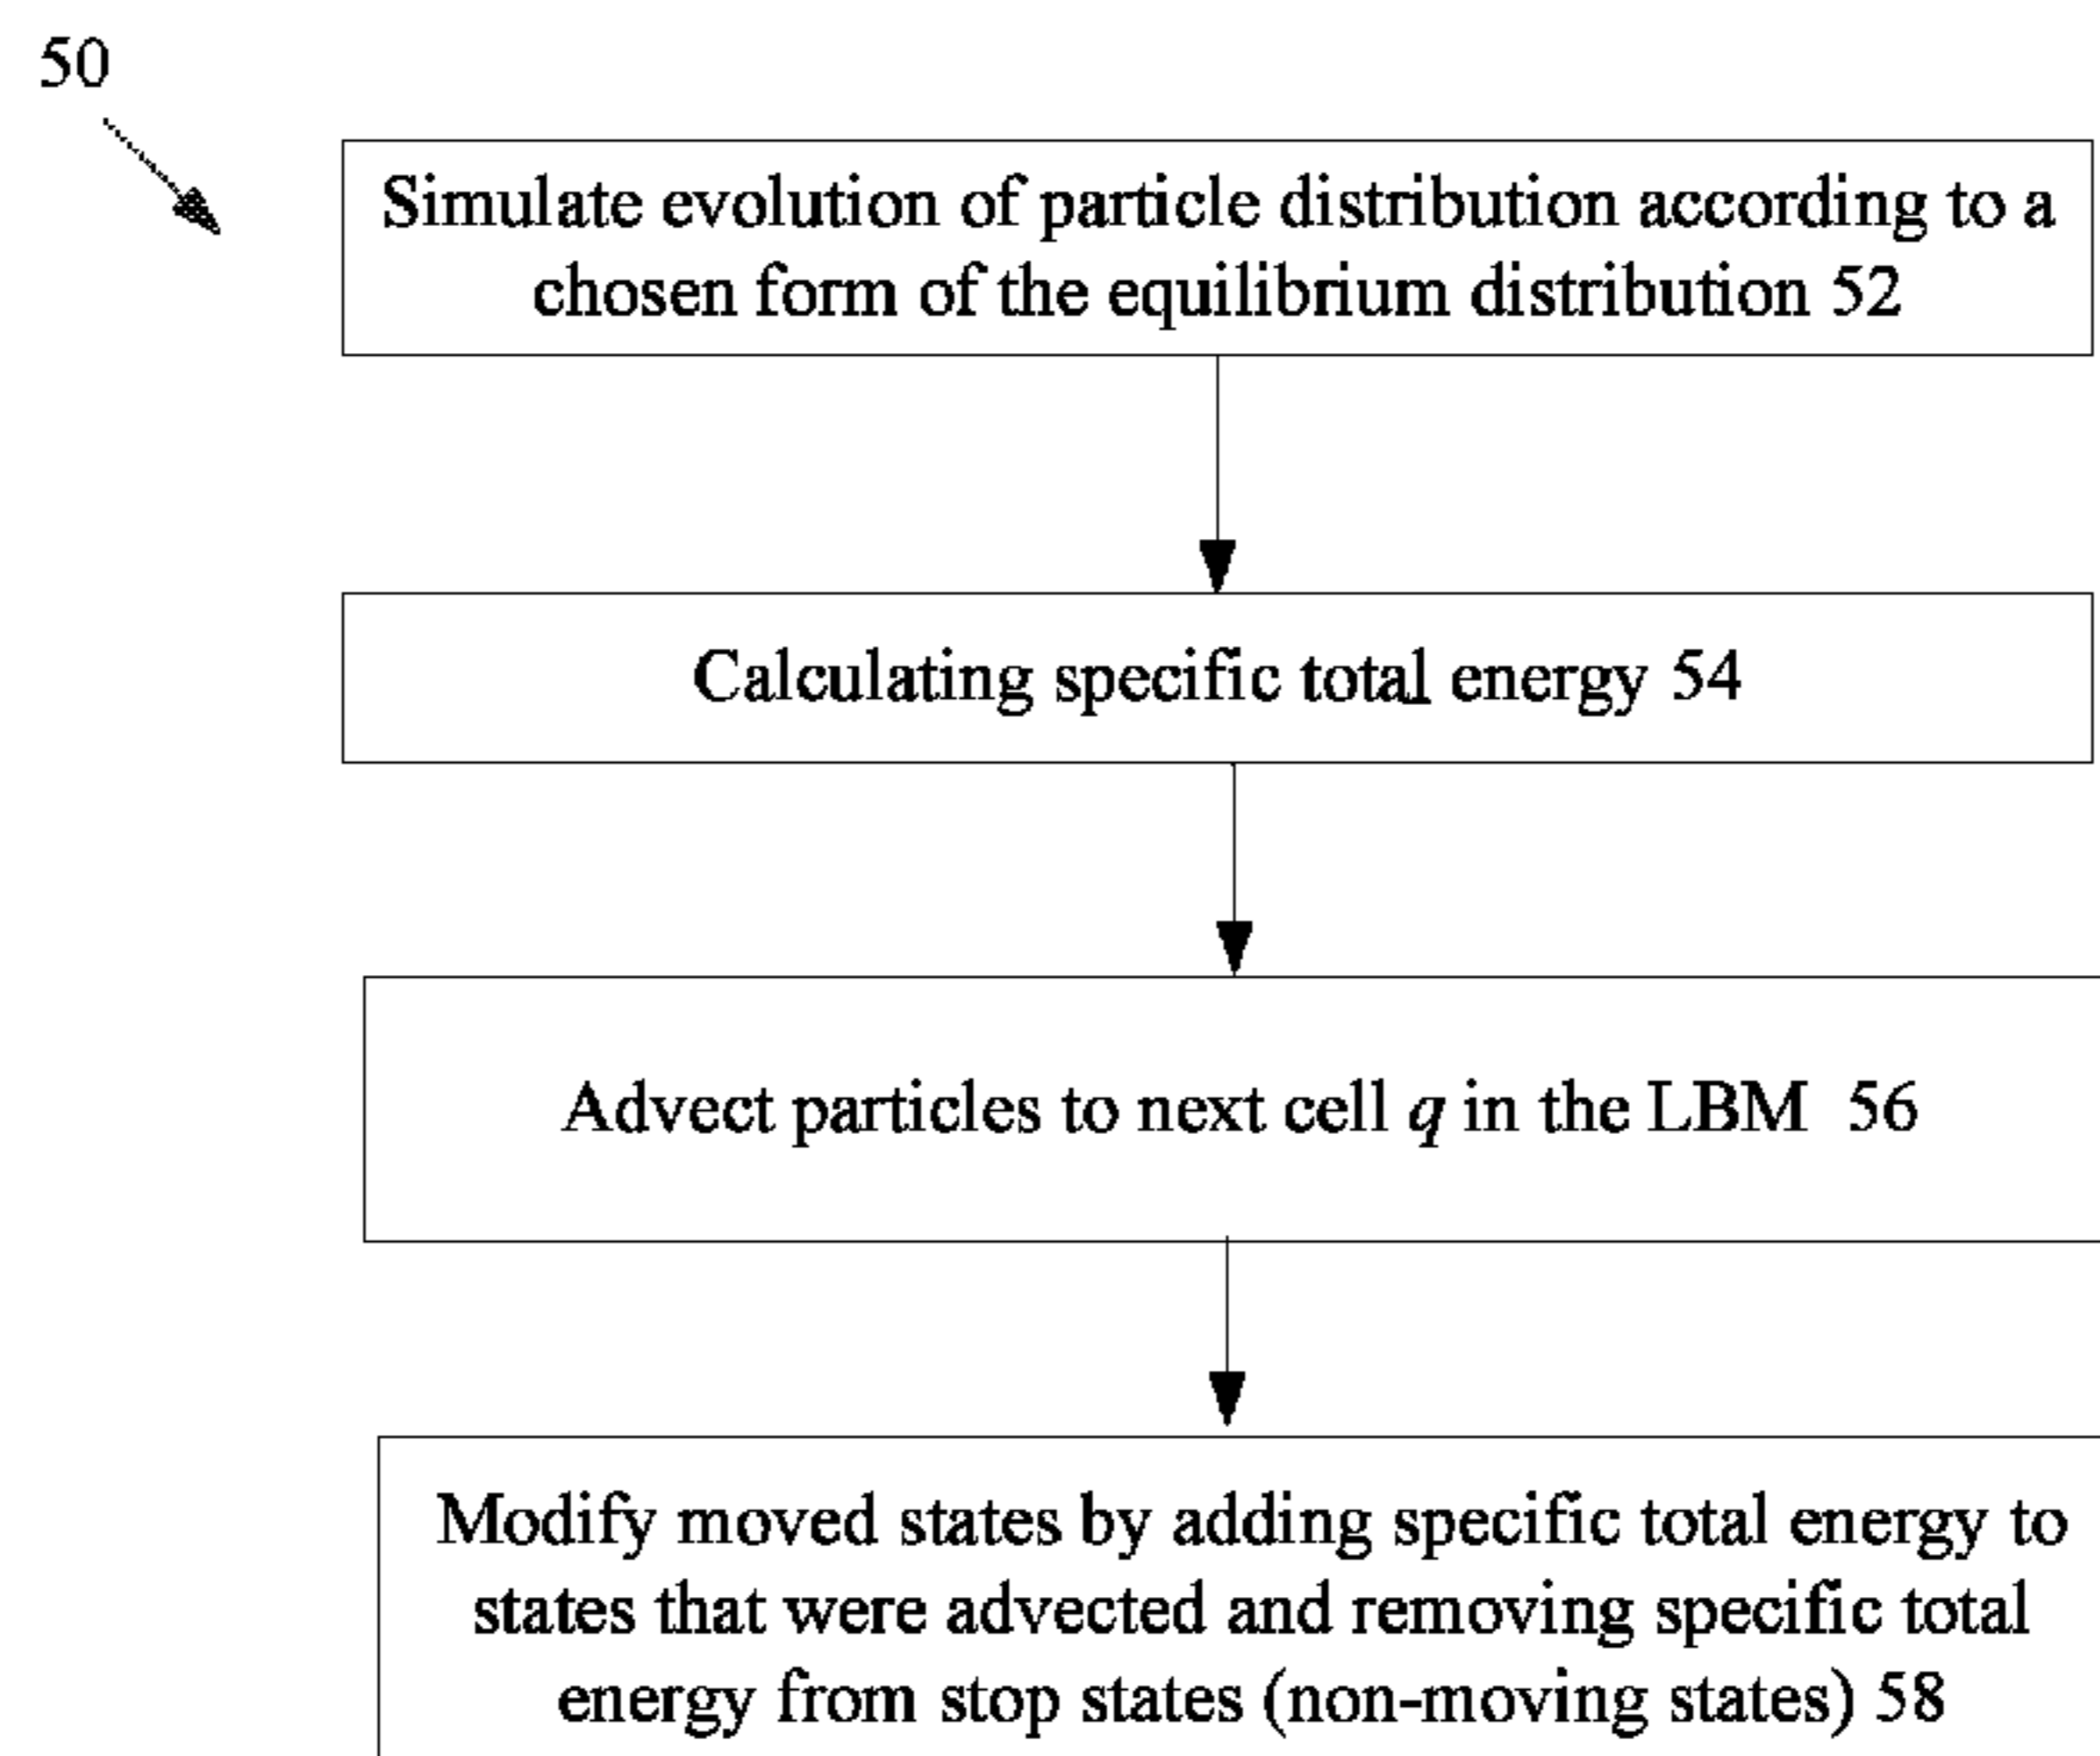 50
Simulate evolution of particle distribution according to a
chosen form of the equilibrium distribution 52
Calculating specific total energy 54
Advect particles to next cell q in the LBM 56
Modify moved states by adding specific total energy to
states that were advected and removing specific total
energy from stop states (non-moving states) 58